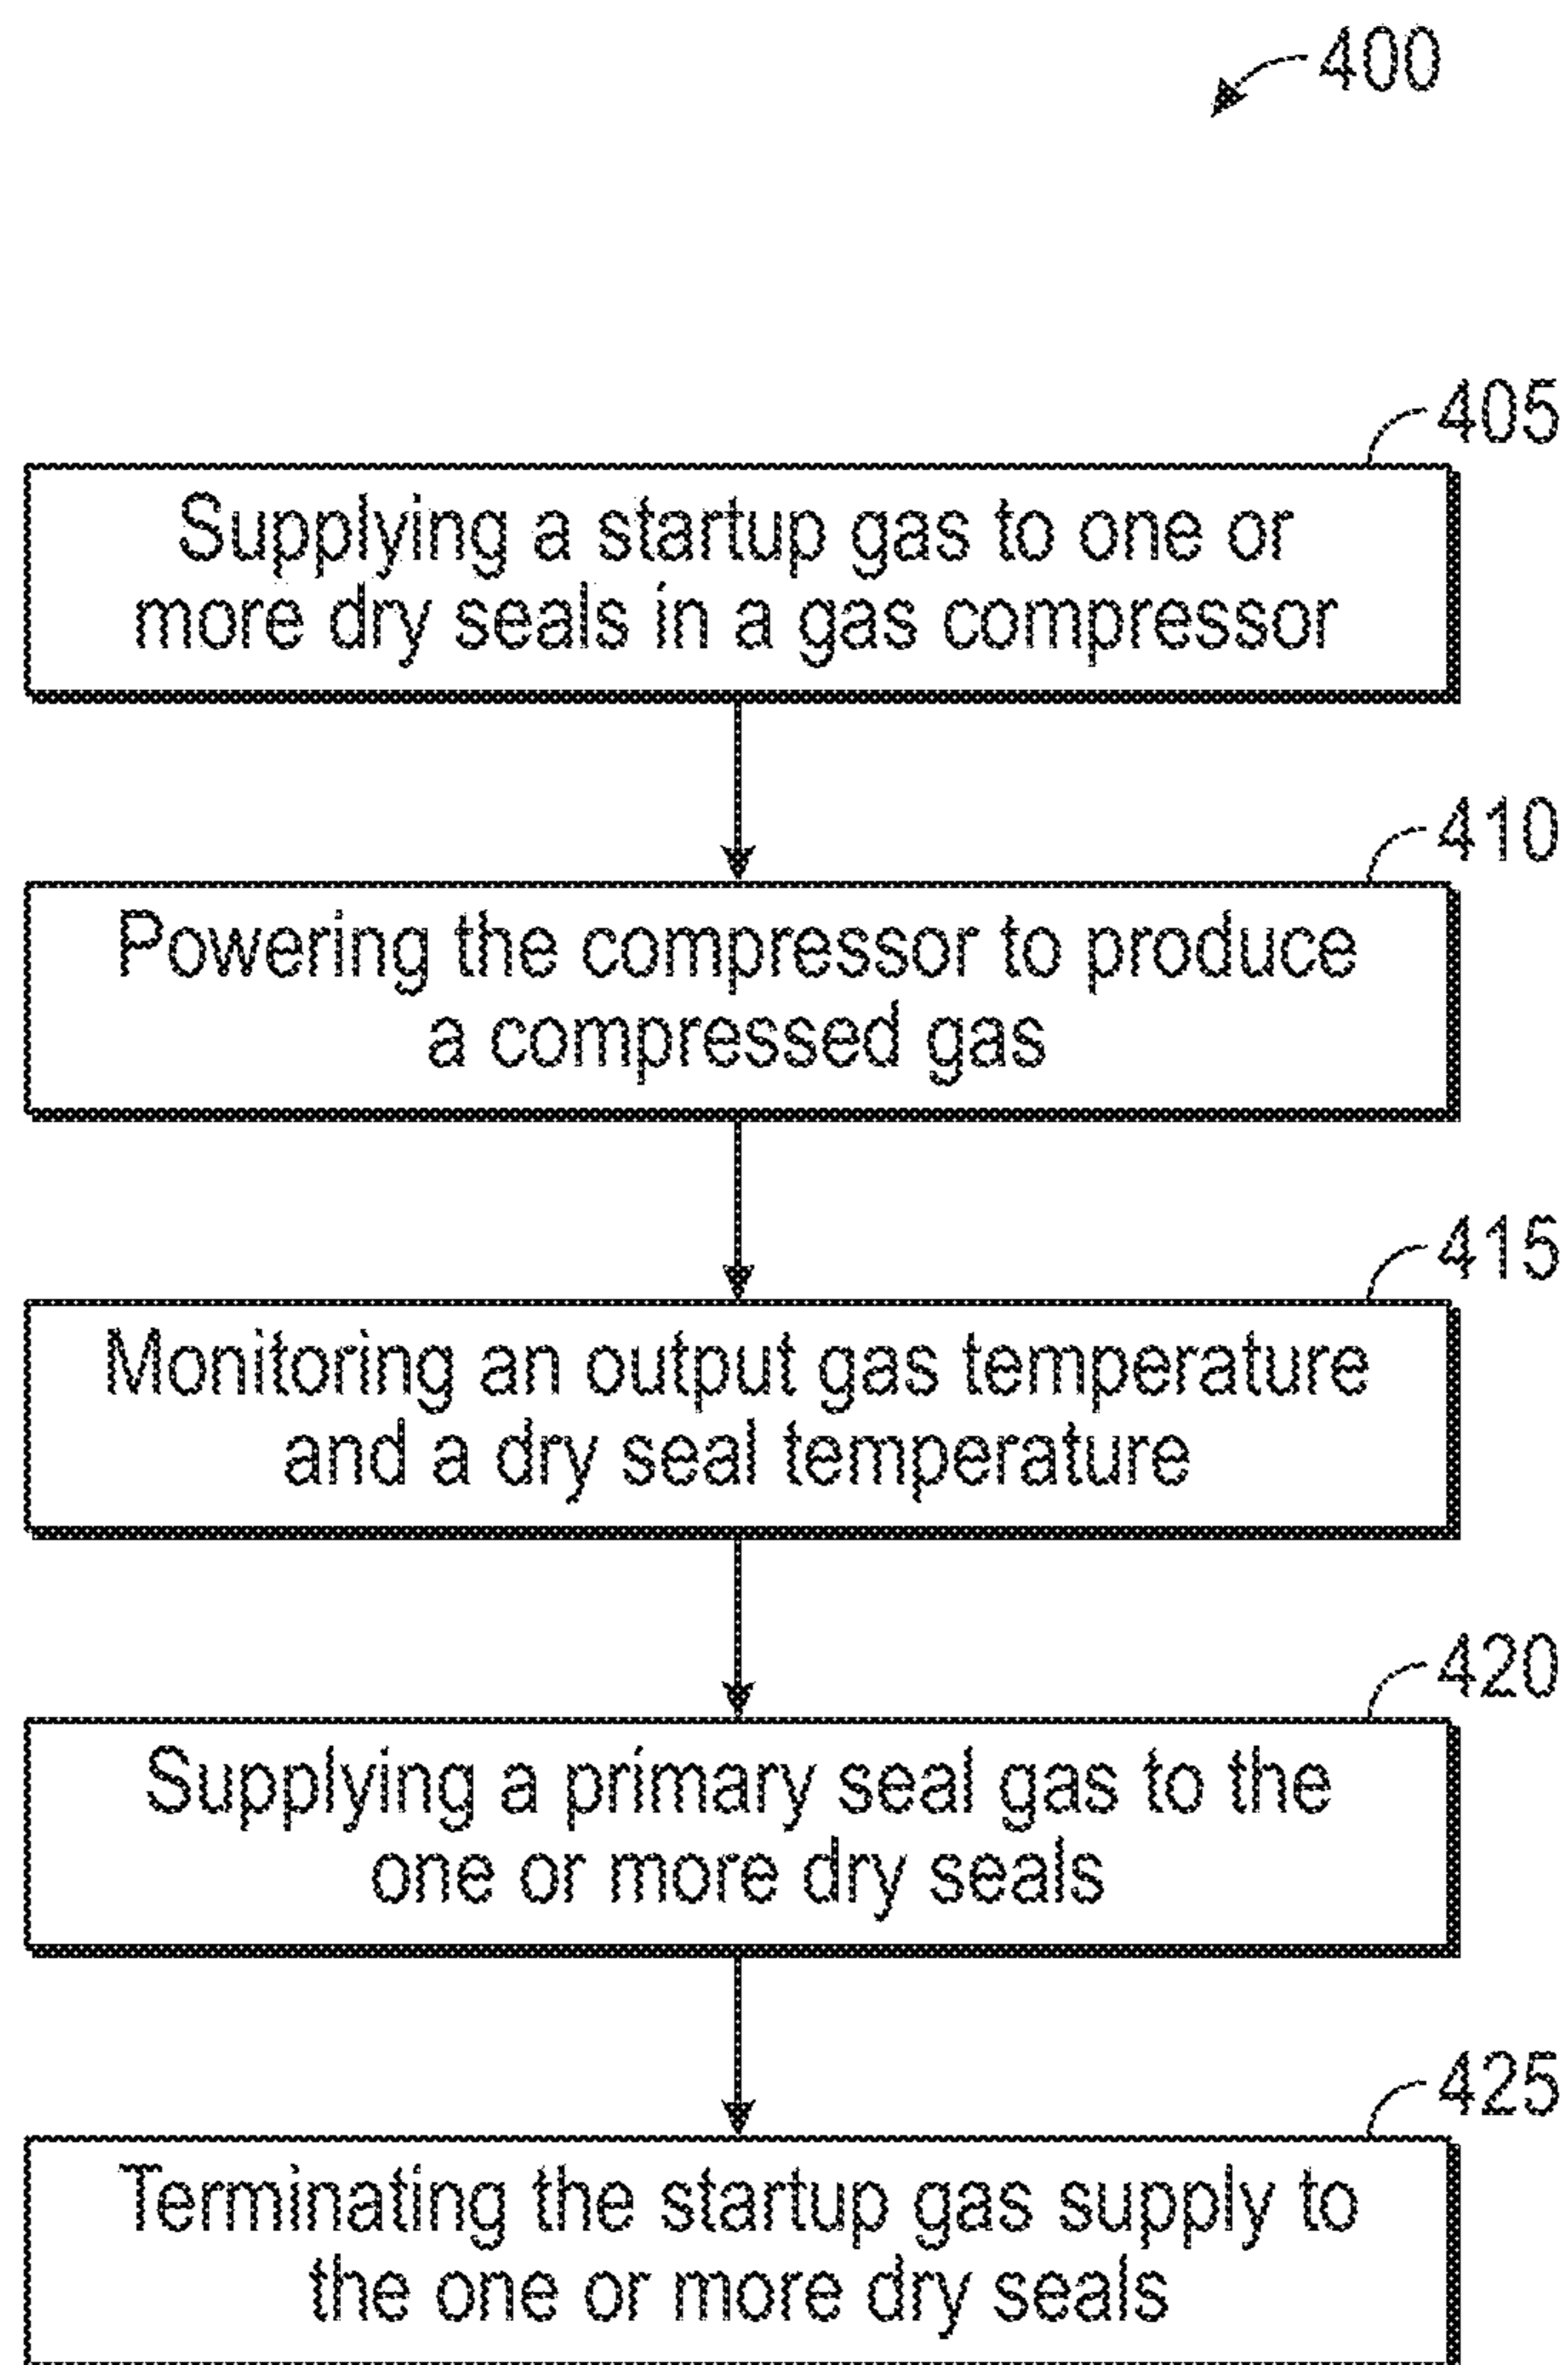 400
405
Supplying a startup gas to one or
more dry seals in a gas compressor
410
Powering the compressor to produce
a compressed gas
415
Monitoring an output gas temperature
and a dry seal temperature
420
Supplying a primary seal gas to the
one or more dry seals
425
Terminating the startup gas supply to
the one or more dry seals